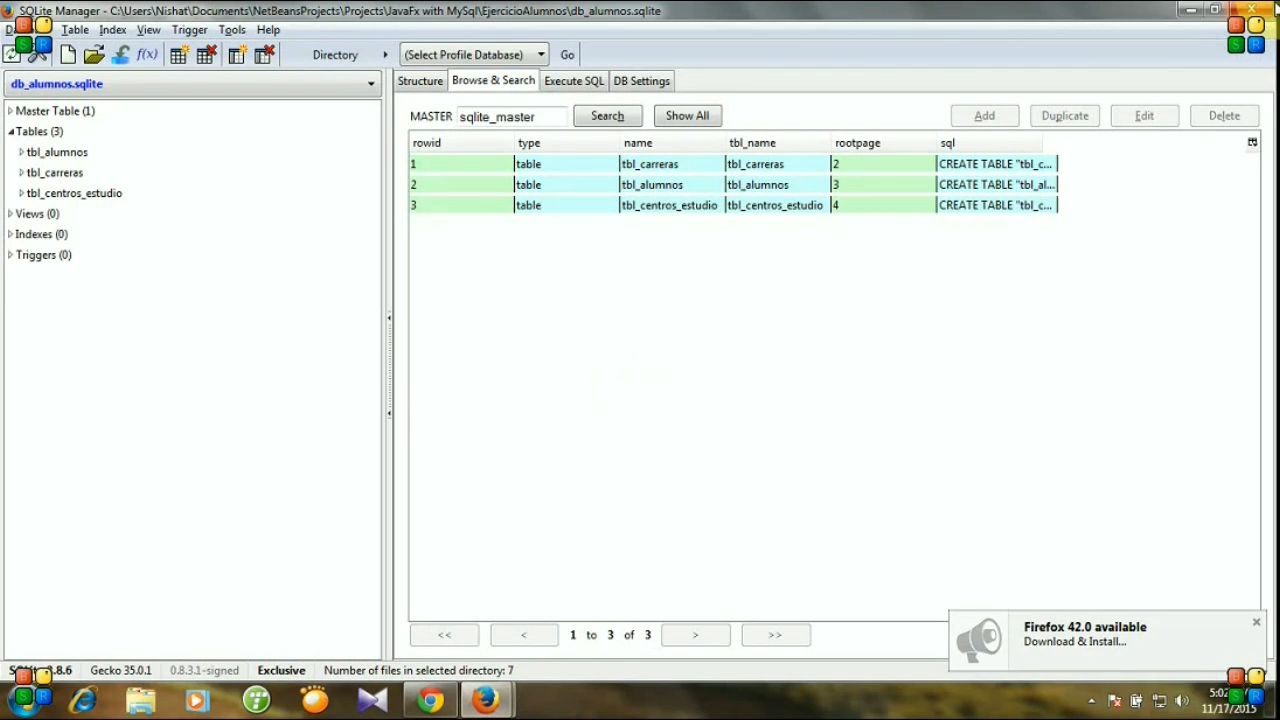 SQLite Manager - C:\Users\Nishat\Documents\NetBeansProjects\Projects\JavaFx with MySql\EjercicioAlumnos\db_alumnos.sqlite
Table Index View Trigger Tools Help
f(x) Directory (Select Profile Database) Go
db_alumnos.sqlite
Structure Browse & Search Execute SQL DB Settings
Master Table (1)
Tables (3)
tbl_alumnos
tbl_carreras
tbl_centros_estudio
Views (0)
Indexes (0)
Triggers (0)
MASTER sqlite_master Search Show All Add Duplicate Edit Delete
rowid type name tbl_name rootpage sql
1 table tbl_carreras tbl_carreras 2 CREATE TABLE "tbl_c...
2 table tbl_alumnos tbl_alumnos 3 CREATE TABLE "tbl_al...
3 table tbl_centros_estudio tbl_centros_estudio 4 CREATE TABLE "tbl_c...
<< < 1 to 3 of 3 > >>
Firefox 42.0 available
Download & Install...
Gecko 35.0.1 0.8.3.1-signed Exclusive Number of files in selected directory: 7
B S R
B S R
B S R
B S R
11/17/2015